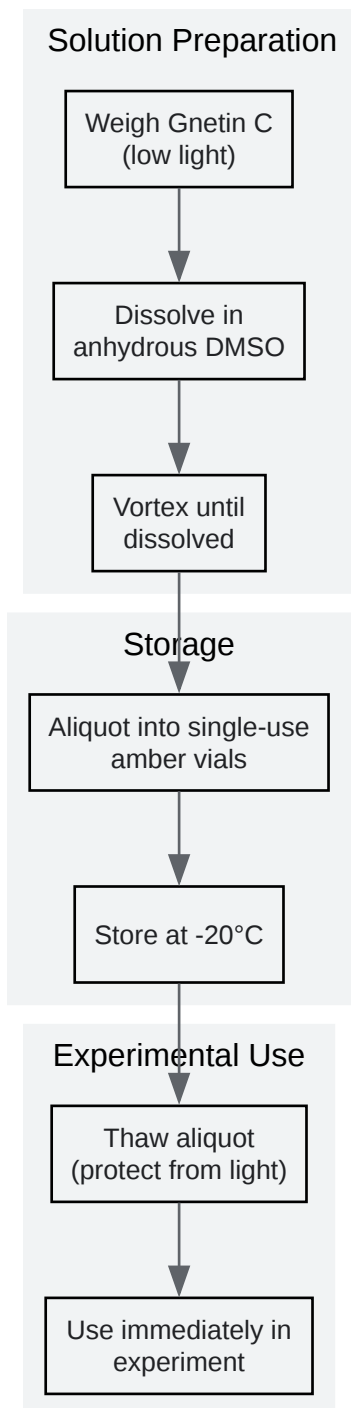 Solution Preparation
Weigh Gnetin C
(low light)
Dissolve in
anhydrous DMSO
Vortex until
dissolved
Storage
Aliquot into single-use
amber vials
Store at -20°C
Experimental Use
Thaw aliquot
(protect from light)
Use immediately in
experiment